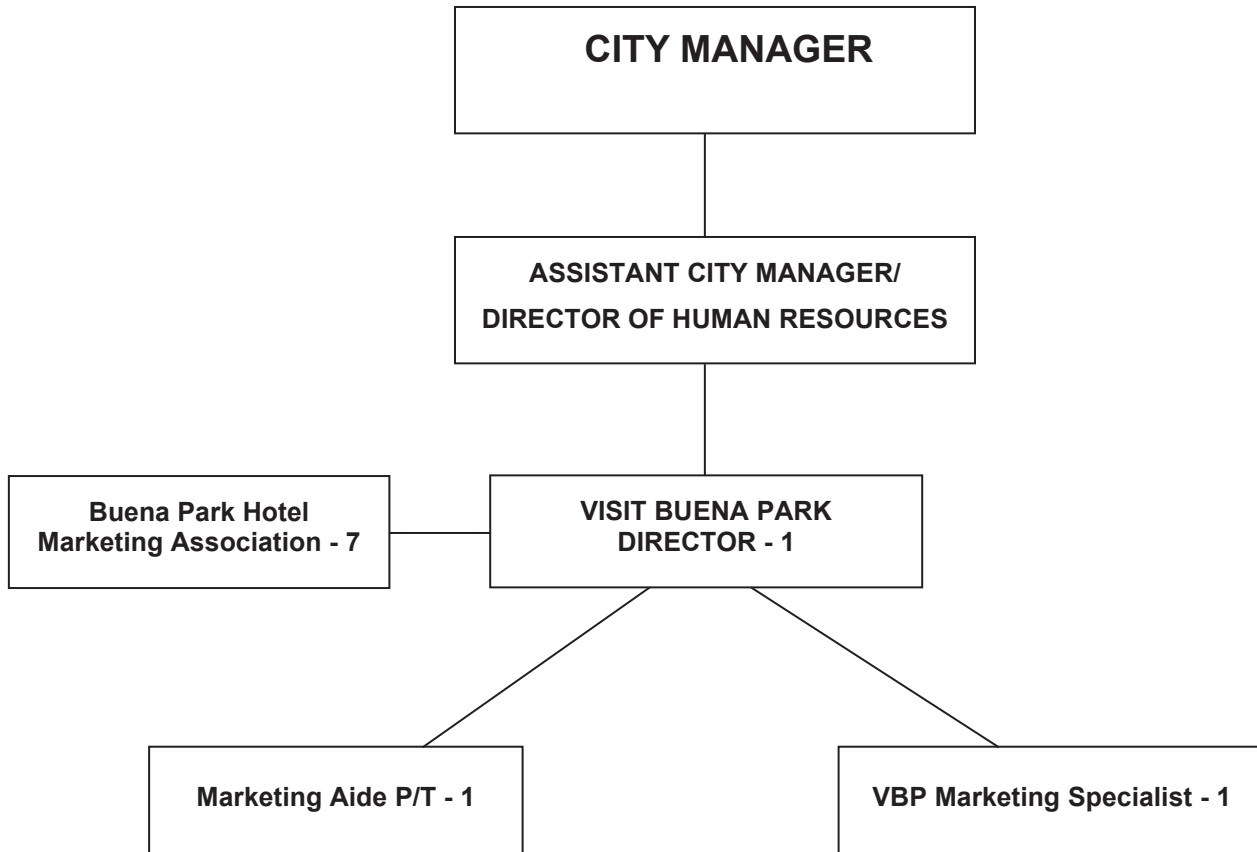 CITY MANAGER
ASSISTANT CITY MANAGER/
DIRECTOR OF HUMAN RESOURCES
Buena Park Hotel
Marketing Association - 7
VISIT BUENA PARK
DIRECTOR - 1
Marketing Aide P/T - 1
VBP Marketing Specialist - 1